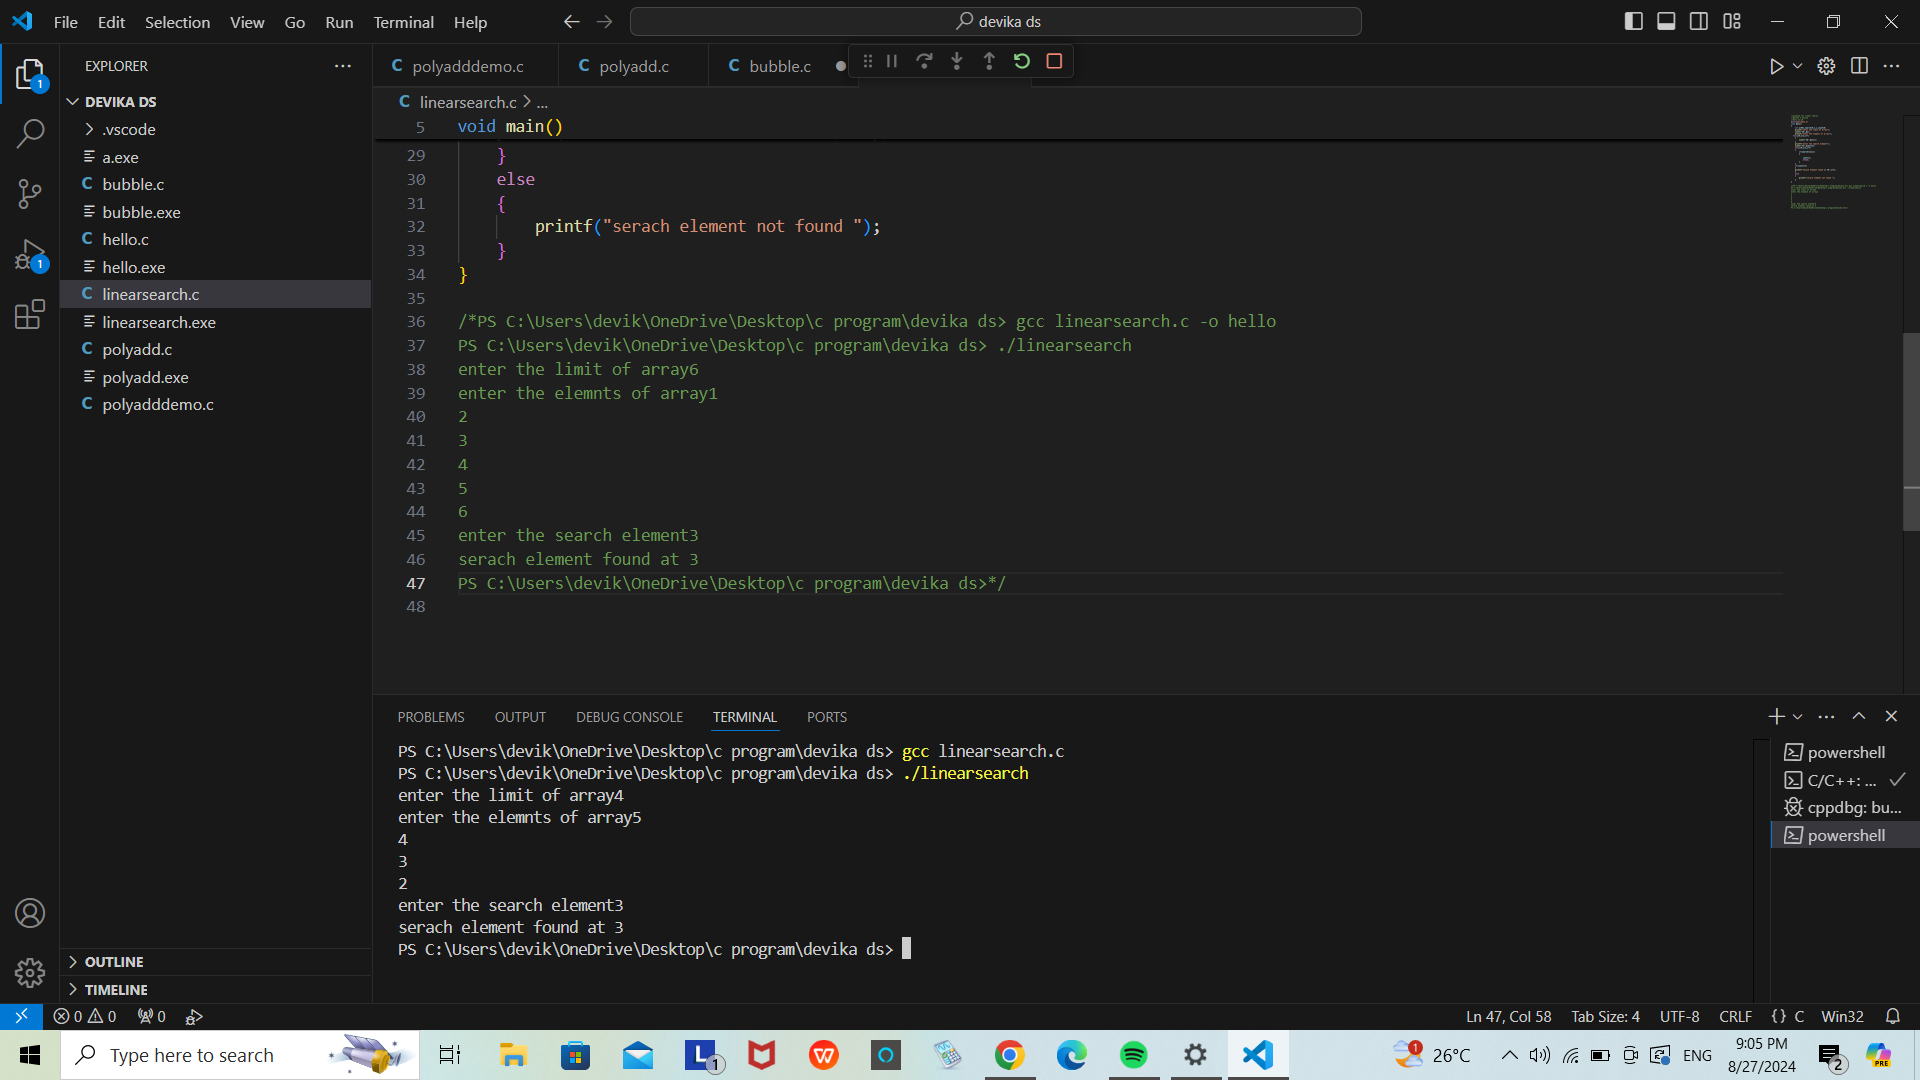 File Edit Selection View Go Run Terminal Help
devika ds
EXPLORER
polyadddemo.c
polyadd.c
bubble.c
DEVIKA DS
.vscode
a.exe
bubble.c
bubble.exe
hello.c
hello.exe
linearsearch.c
linearsearch.exe
polyadd.c
polyadd.exe
polyadddemo.c
OUTLINE
TIMELINE
linearsearch.c > ...
5 void main()
29 }
30 else
31 {
32 printf("serach element not found ");
33 }
34 }
35
36 /*PS C:\Users\devik\OneDrive\Desktop\c program\devika ds> gcc linearsearch.c -o hello
37 PS C:\Users\devik\OneDrive\Desktop\c program\devika ds> ./linearsearch
38 enter the limit of array6
39 enter the elemnts of array1
40 2
41 3
42 4
43 5
44 6
45 enter the search element3
46 serach element found at 3
47 PS C:\Users\devik\OneDrive\Desktop\c program\devika ds>*/
48
PROBLEMS OUTPUT DEBUG CONSOLE TERMINAL PORTS
PS C:\Users\devik\OneDrive\Desktop\c program\devika ds> gcc linearsearch.c
PS C:\Users\devik\OneDrive\Desktop\c program\devika ds> ./linearsearch
enter the limit of array4
enter the elemnts of array5
4
3
2
enter the search element3
serach element found at 3
PS C:\Users\devik\OneDrive\Desktop\c program\devika ds>
powershell
C/C++: ...
cppdbg: bu...
powershell
0 0 0
Ln 47, Col 58 Tab Size: 4 UTF-8 CRLF {} C Win32
Type here to search
26°C ENG
9:05 PM
8/27/2024